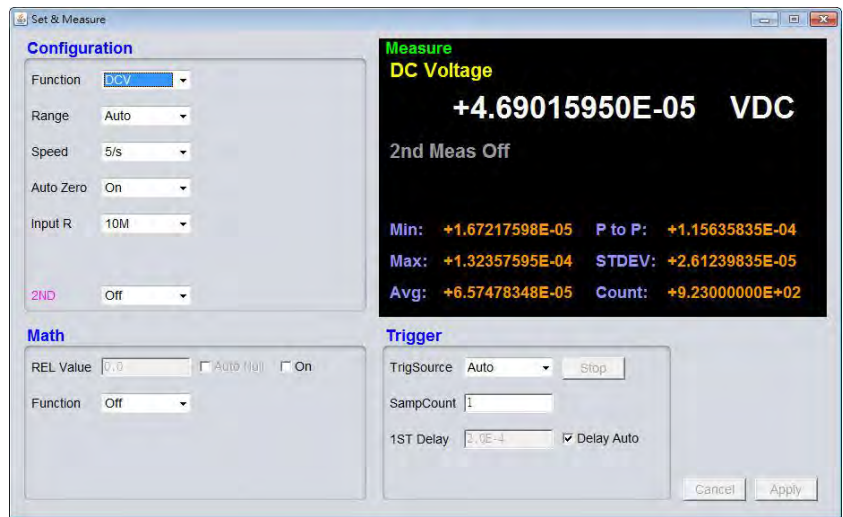 Set & Measure
Configuration
Function DCV
Range Auto
Speed 5/s
Auto Zero On
Input R 10M
2ND Off
Measure
DC Voltage
+4.69015950E-05 VDC
2nd Meas Off
Min: +1.67217598E-05 P to P: +1.15635835E-04
Max: +1.32357595E-04 STDEV: +2.61239835E-05
Avg: +6.57478348E-05 Count: +9.23000000E+02
Math
REL Value 0.0 Auto Null On
Function Off
Trigger
TrigSource Auto Stop
SampCount 1
1ST Delay 2.0E-4 Delay Auto
Cancel Apply